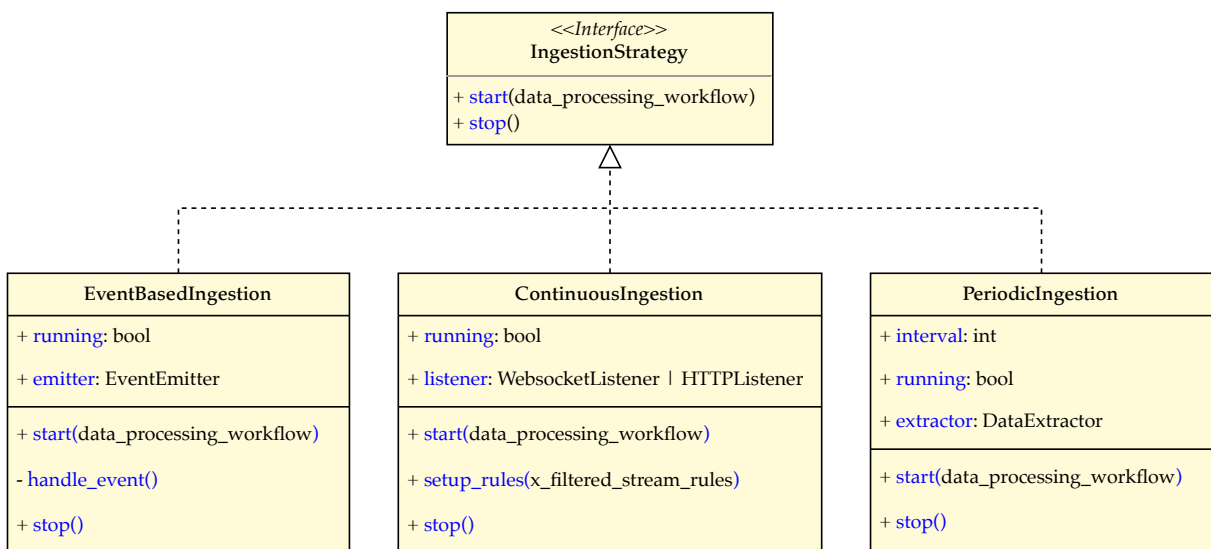 <<Interface>>
IngestionStrategy
+ start(data_processing_workflow)
+ stop()
EventBasedIngestion
+ running: bool
+ emitter: EventEmitter
+ start(data_processing_workflow)
- handle_event()
+ stop()
ContinuousIngestion
+ running: bool
+ listener: WebsocketListener | HTTPListener
+ start(data_processing_workflow)
+ setup_rules(x_filtered_stream_rules)
+ stop()
PeriodicIngestion
+ interval: int
+ running: bool
+ extractor: DataExtractor
+ start(data_processing_workflow)
+ stop()